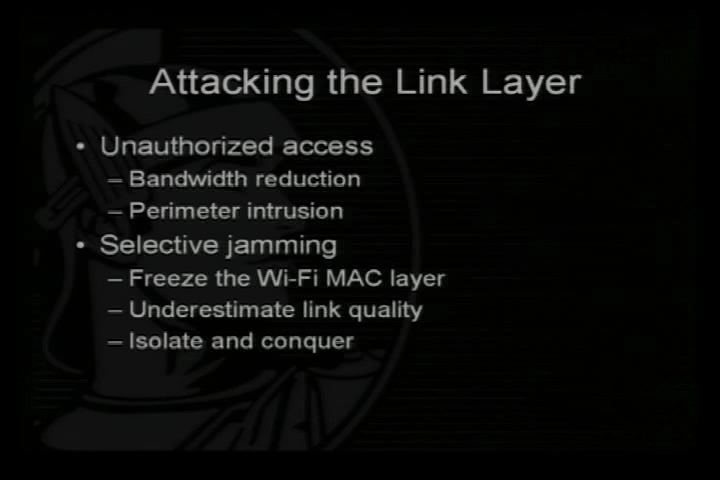 Attacking the Link Layer
• Unauthorized access
– Bandwidth reduction
– Perimeter intrusion
• Selective jamming
– Freeze the Wi-Fi MAC layer
– Underestimate link quality
– Isolate and conquer